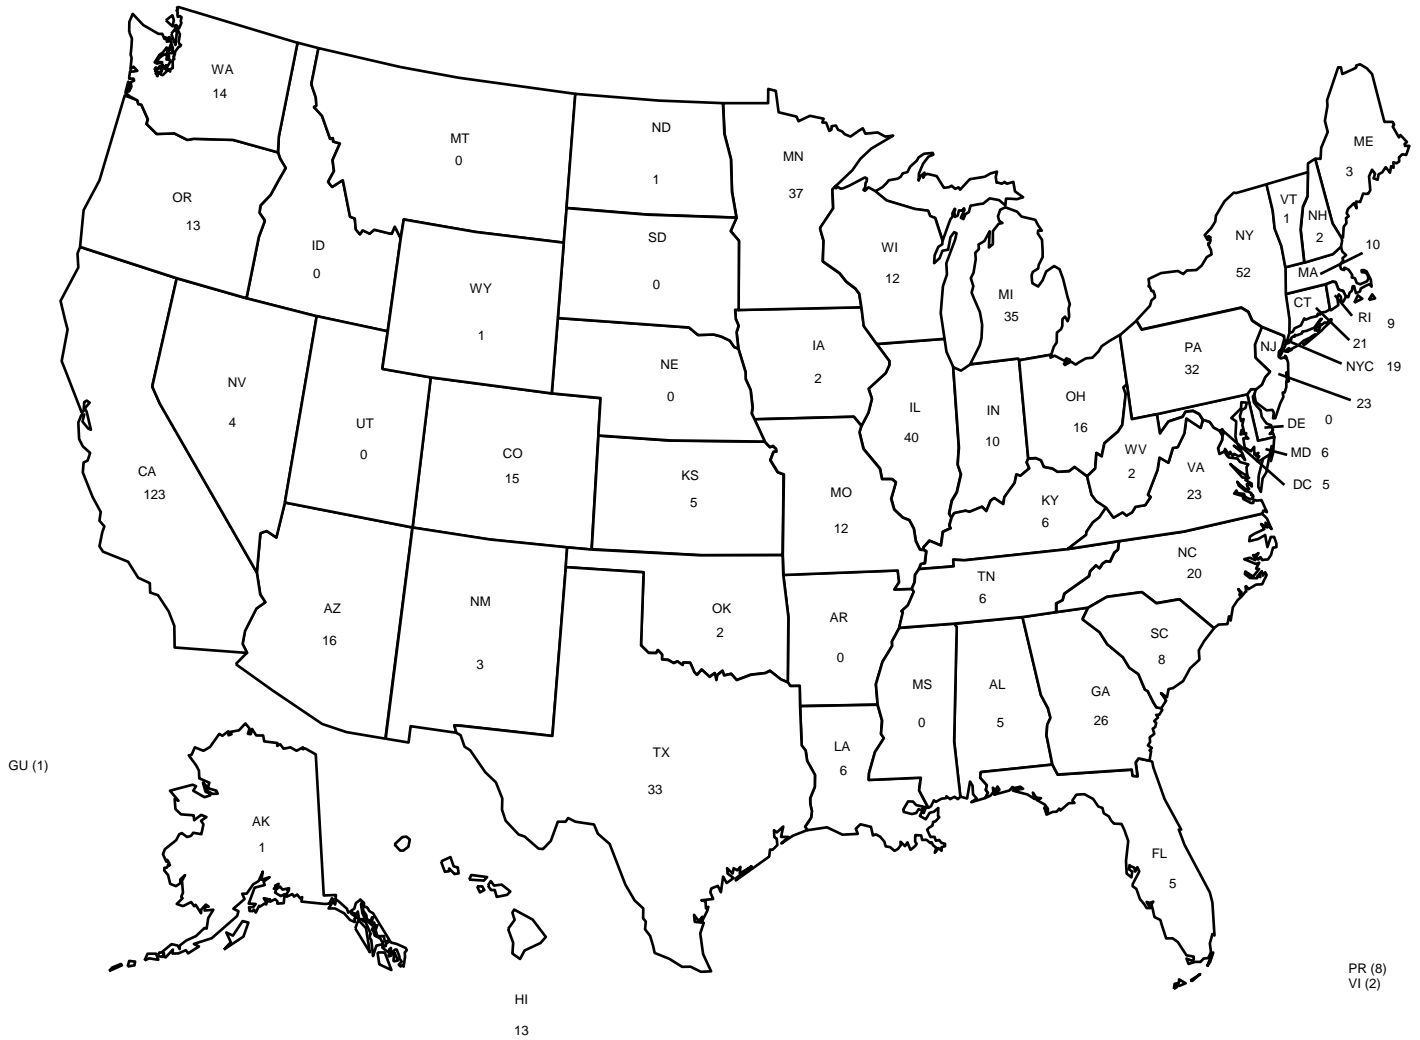 WA
14
MT
0
ND
1
MN
37
ME
3
OR
13
ID
0
SD
0
WI
12
VT
1
NH
2
NY
52
10
MA
WY
1
MI
35
CT
RI 9
21
NYC 19
NJ
23
IA
2
PA
32
NE
0
NV
4
UT
0
CO
15
IL
40
IN
10
OH
16
0
DE
MD 6
DC 5
WV
2
VA
23
CA
123
KS
5
MO
12
KY
6
NC
20
TN
6
AZ
16
NM
3
OK
2
AR
0
SC
8
MS
0
AL
5
GA
26
TX
33
LA
6
GU (1)
AK
1
FL
5
PR (8)
VI (2)
HI
13